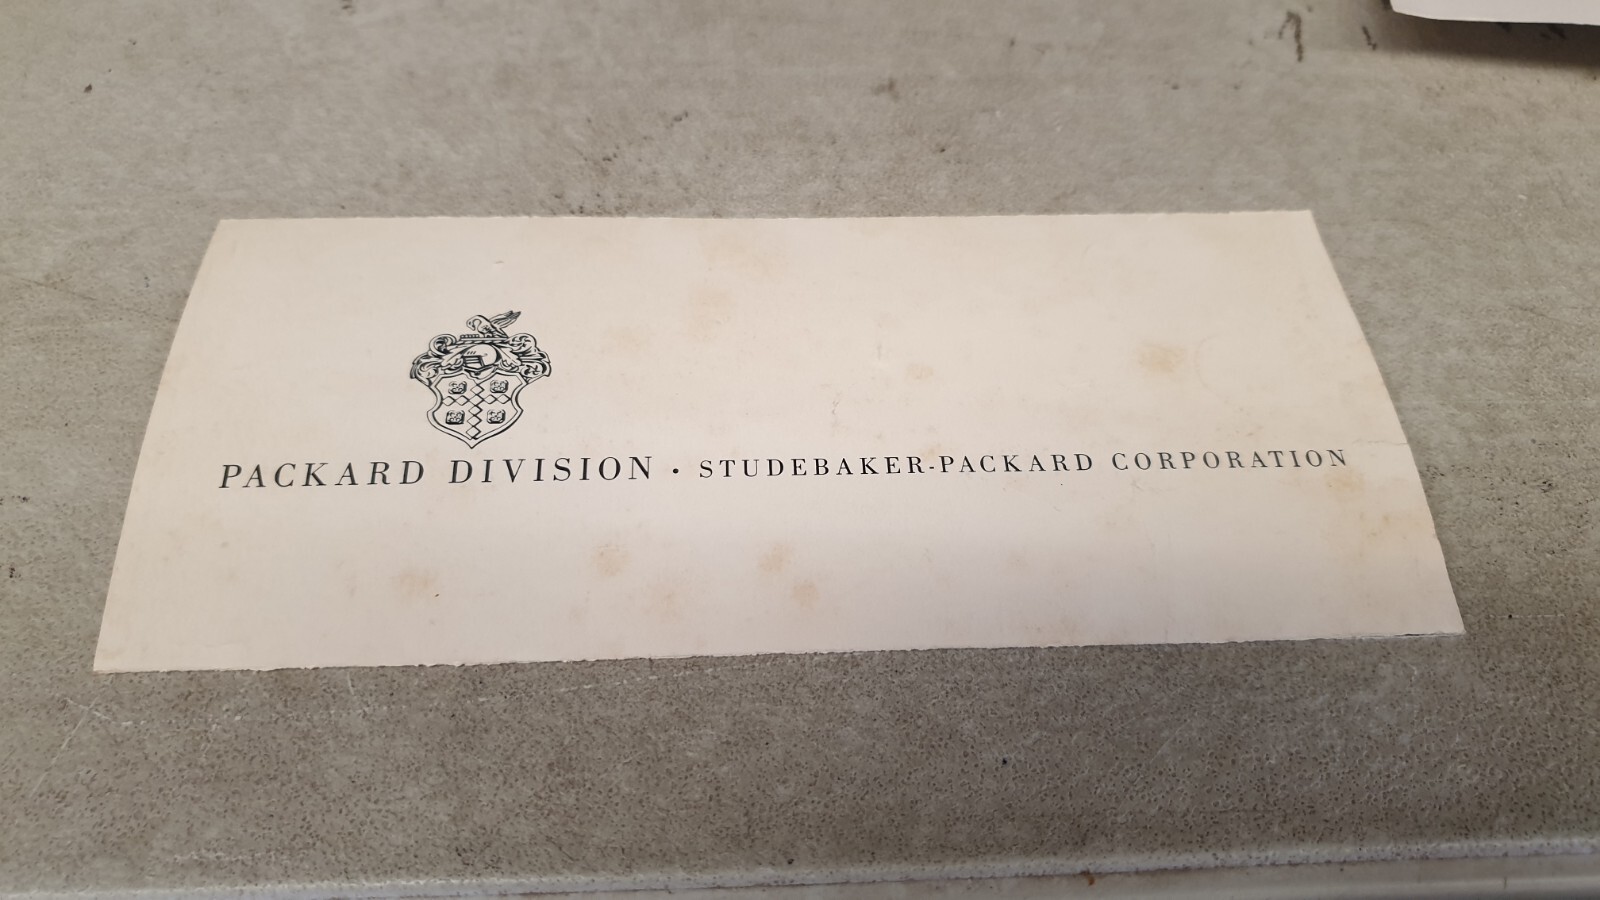 PACKARD DIVISION · STUDEBAKER-PACKARD CORPORATION